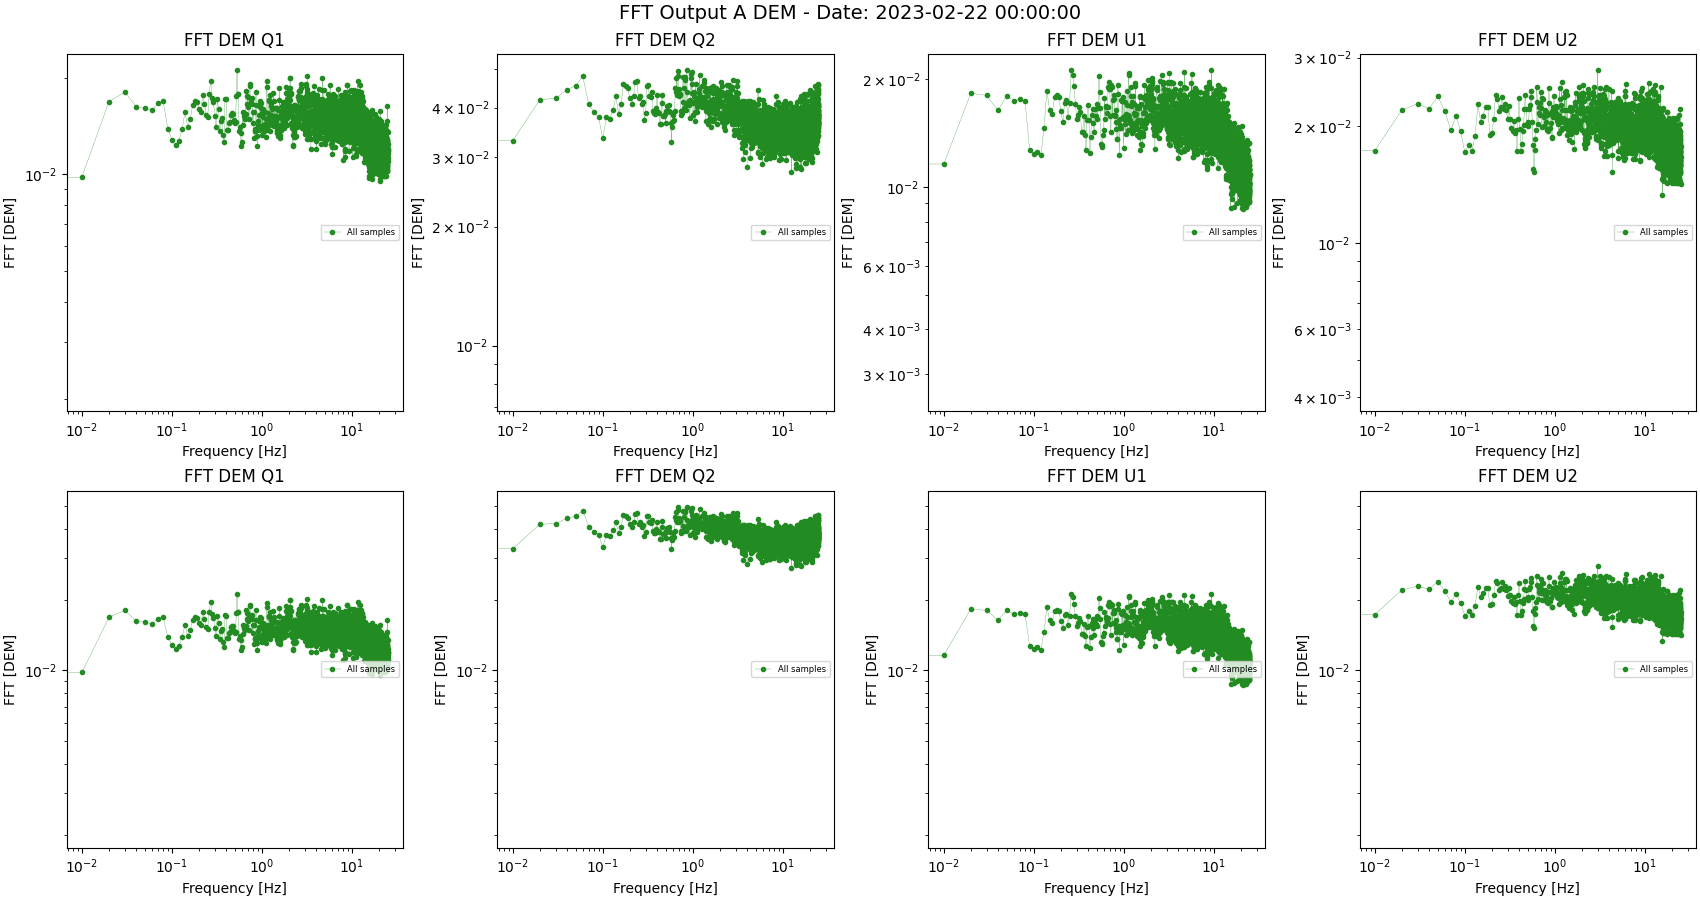 FFT Output A DEM - Date: 2023-02-22 00:00:00
FFT DEM Q1
FFT [DEM]
10⁻²
All samples
10⁻² 10⁻¹ 10⁰ 10¹
Frequency [Hz]
FFT DEM Q2
FFT [DEM]
4 × 10⁻²
3 × 10⁻²
2 × 10⁻²
10⁻²
All samples
10⁻² 10⁻¹ 10⁰ 10¹
Frequency [Hz]
FFT DEM U1
FFT [DEM]
2 × 10⁻²
10⁻²
6 × 10⁻³
4 × 10⁻³
3 × 10⁻³
All samples
10⁻² 10⁻¹ 10⁰ 10¹
Frequency [Hz]
FFT DEM U2
FFT [DEM]
3 × 10⁻²
2 × 10⁻²
10⁻²
6 × 10⁻³
4 × 10⁻³
All samples
10⁻² 10⁻¹ 10⁰ 10¹
Frequency [Hz]
FFT DEM Q1
FFT [DEM]
10⁻²
All samples
10⁻² 10⁻¹ 10⁰ 10¹
Frequency [Hz]
FFT DEM Q2
FFT [DEM]
10⁻²
All samples
10⁻² 10⁻¹ 10⁰ 10¹
Frequency [Hz]
FFT DEM U1
FFT [DEM]
10⁻²
All samples
10⁻² 10⁻¹ 10⁰ 10¹
Frequency [Hz]
FFT DEM U2
FFT [DEM]
10⁻²
All samples
10⁻² 10⁻¹ 10⁰ 10¹
Frequency [Hz]